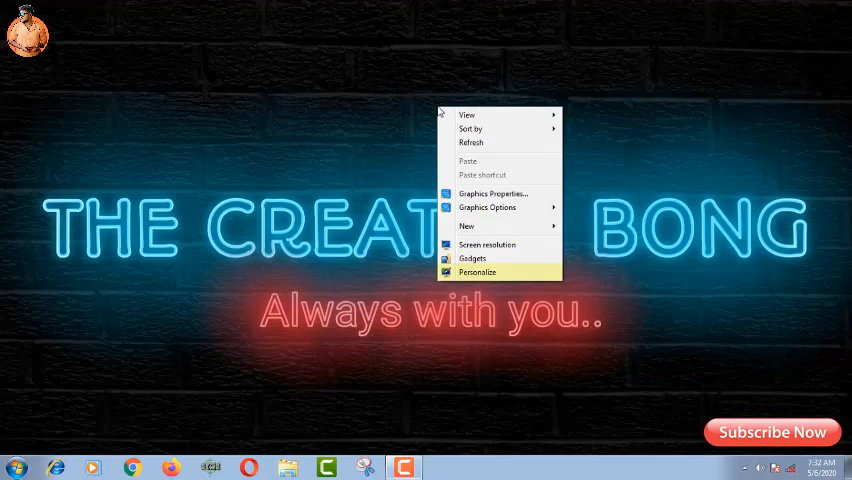 View
Sort by
Refresh
Paste
Paste shortcut
Graphics Properties...
Graphics Options
New
Screen resolution
Gadgets
Personalize
THE CREAT BONG
Always with you..
Subscribe Now
7:32 AM
5/6/2020